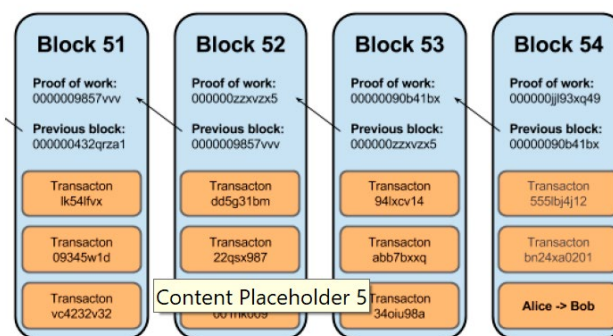 Block 51
Proof of work:
0000009857vvv
Previous block:
000000432qrza1
Transacton
lk54lfvx
Transacton
09345w1d
Transacton
vc4232v32
Block 52
Proof of work:
000000zzxvzx5
Previous block:
0000009857vvv
Transacton
dd5g31bm
Transacton
22qsx987
Content Placeholder 5
Block 53
Proof of work:
00000090b41bx
Previous block:
000000zzxvzx5
Transacton
94lxcv14
Transacton
abb7bxxq
34oiu98a
Block 54
Proof of work:
000000jjl93xq49
Previous block:
00000090b41bx
Transacton
555lbj4j12
Transacton
bn24xa0201
Alice -> Bob